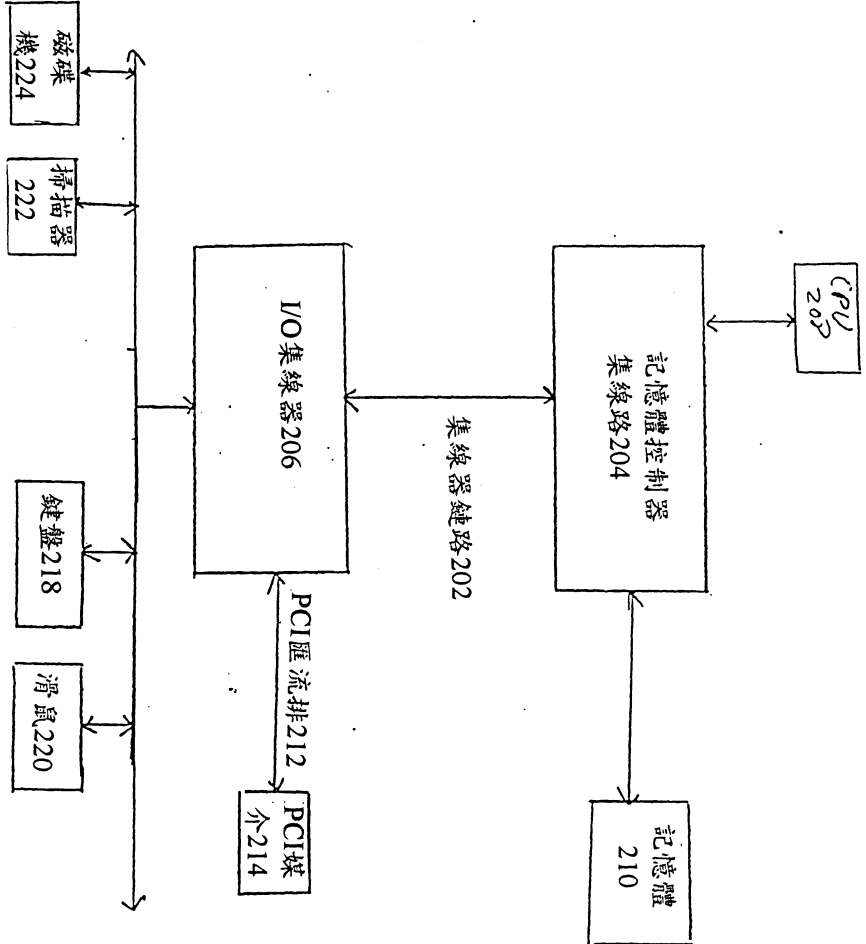 CPU
208
記憶體控制器
集線路204
記憶體
210
集線器鏈路202
I/O集線器206
PCI匯流排212
PCI媒
介214
磁碟
機224
掃描器
222
鍵盤218
滑鼠220